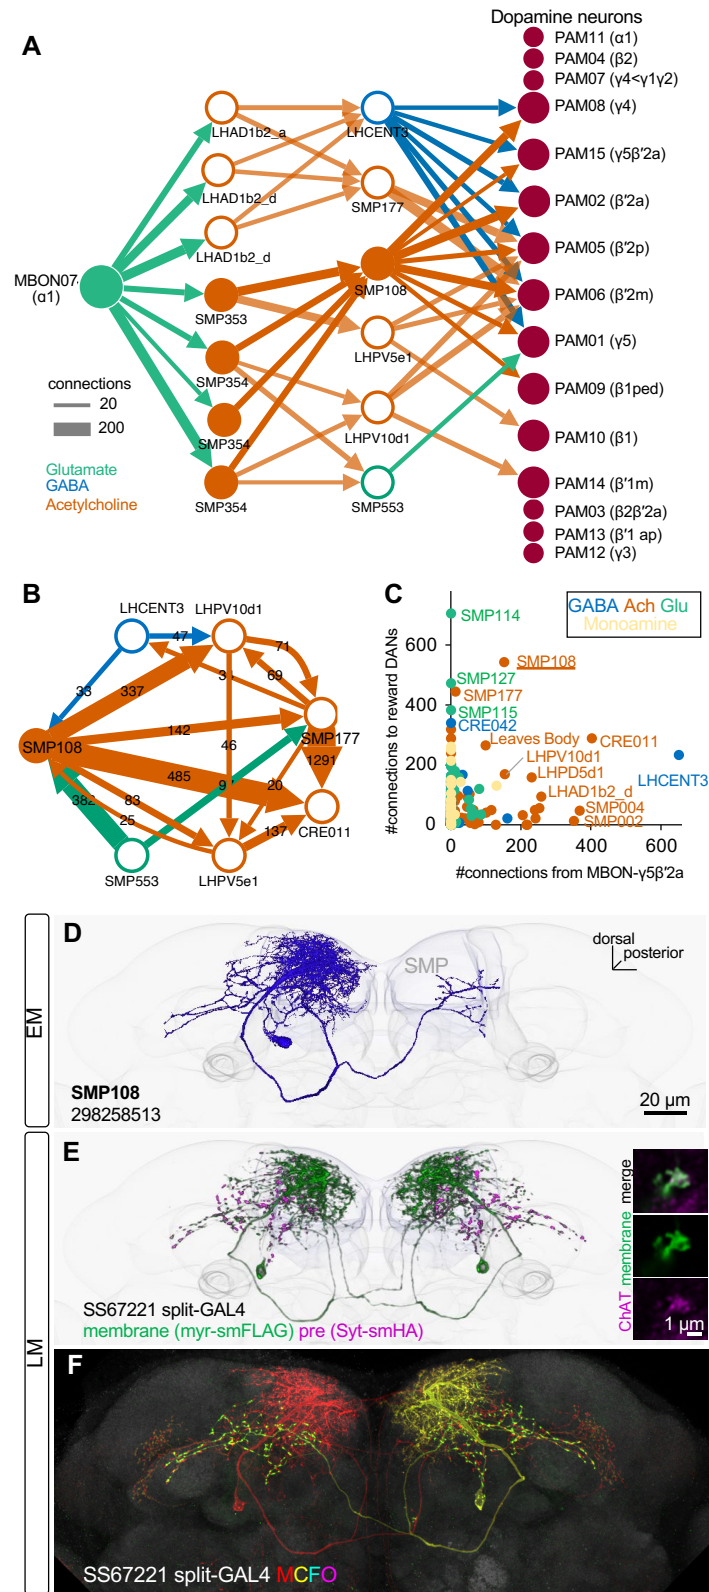 Dopamine neurons
A
PAM11 (α1)
PAM04 (β2)
PAM07 (γ4<γ1γ2)
PAM08 (γ4)
PAM15 (γ5β′2a)
PAM02 (β′2a)
PAM05 (β′2p)
PAM06 (β′2m)
PAM01 (γ5)
PAM09 (β1ped)
PAM10 (β1)
PAM14 (β′1m)
PAM03 (β2β′2a)
PAM13 (β′1 ap)
PAM12 (γ3)
LHAD1b2_a
LHAD1b2_d
LHAD1b2_d
MBON07
(α1)
SMP353
SMP354
SMP354
SMP354
LHCENT3
SMP177
SMP108
LHPV5e1
LHPV10d1
SMP553
connections
20
200
Glutamate
GABA
Acetylcholine
B
LHCENT3
LHPV10d1
SMP177
CRE011
LHPV5e1
SMP553
SMP108
47
71
33
337
3
69
142
46
1291
485
9
20
382
83
25
137
C
GABA Ach Glu
Monoamine
#connections to reward DANs
600
400
200
0
SMP114
SMP108
SMP127
SMP177
SMP115
CRE042
Leaves Body
CRE011
LHPV10d1
LHPD5d1
LHCENT3
LHAD1b2_d
SMP004
SMP002
0
200
400
600
#connections from MBON-γ5β′2a
EM
D
SMP
dorsal
posterior
SMP108
298258513
20 μm
LM
E
SS67221 split-GAL4
membrane (myr-smFLAG) pre (Syt-smHA)
ChAT membrane merge
1 μm
F
SS67221 split-GAL4 MCFO